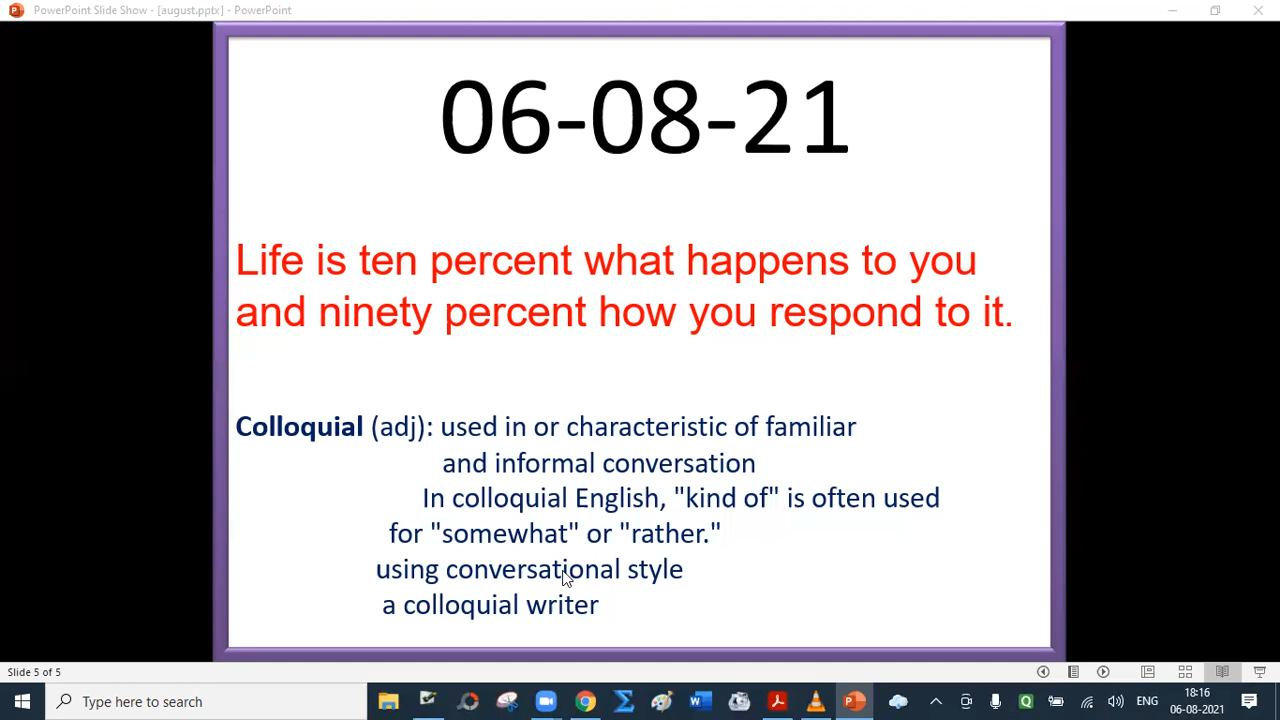 PowerPoint Slide Show - [august.pptx] - PowerPoint
06-08-21
Life is ten percent what happens to you
and ninety percent how you respond to it.
Colloquial (adj): used in or characteristic of familiar
and informal conversation
In colloquial English, "kind of" is often used
for "somewhat" or "rather."
using conversational style
a colloquial writer
Slide 5 of 5
Type here to search
ENG
18:16
06-08-2021